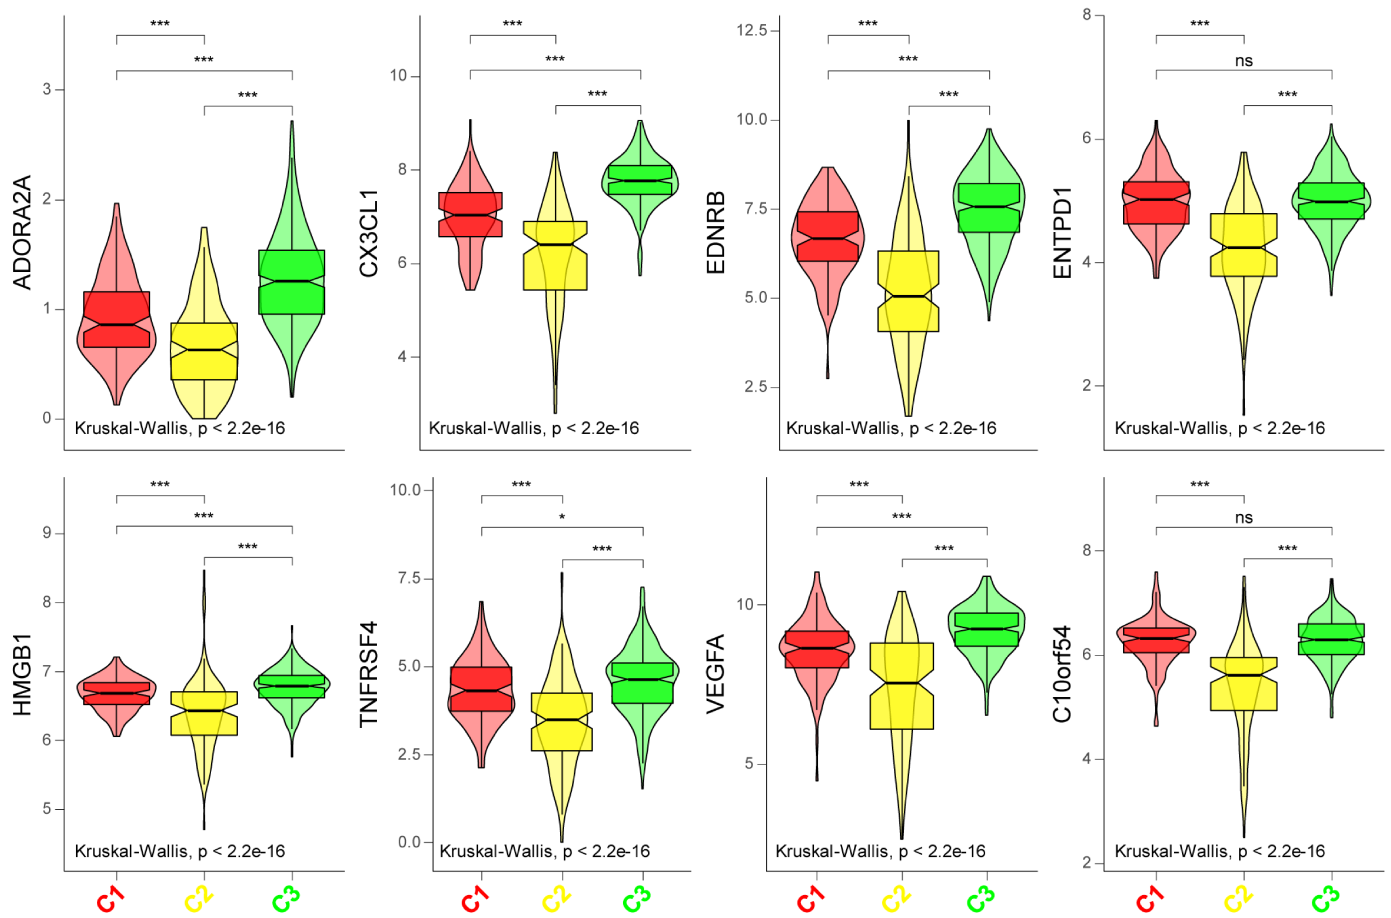 ADORA2A
3
2
1
0
***
***
***
Kruskal-Wallis, p < 2.2e-16
CX3CL1
10
8
6
4
***
***
***
Kruskal-Wallis, p < 2.2e-16
EDNRB
12.5
10.0
7.5
5.0
2.5
***
***
***
Kruskal-Wallis, p < 2.2e-16
ENTPD1
8
6
4
2
***
ns
***
Kruskal-Wallis, p < 2.2e-16
HMGB1
9
8
7
6
5
***
***
***
Kruskal-Wallis, p < 2.2e-16
C1
C2
C3
TNFRSF4
10.0
7.5
5.0
2.5
0.0
***
*
***
Kruskal-Wallis, p < 2.2e-16
C1
C2
C3
VEGFA
10
5
***
***
***
Kruskal-Wallis, p < 2.2e-16
C1
C2
C3
C10orf54
8
6
4
2
***
ns
***
Kruskal-Wallis, p < 2.2e-16
C1
C2
C3